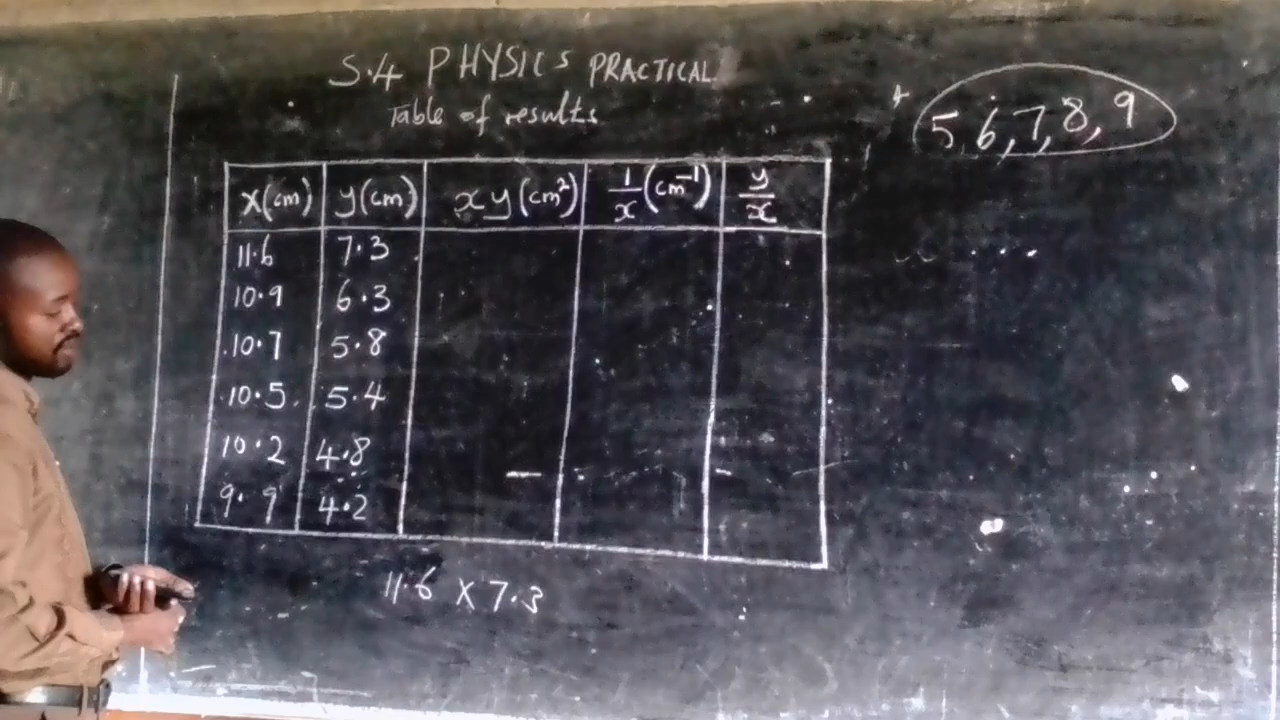 S.4 PHYSICS PRACTICAL
Table of results
5, 6, 7, 8, 9
x(cm) y(cm) xy(cm²) 1/x(cm⁻¹) y/x
11.6 7.3
10.9 6.3
10.7 5.8
10.5 5.4
10.2 4.8
9.9 4.2
11.6 x 7.3